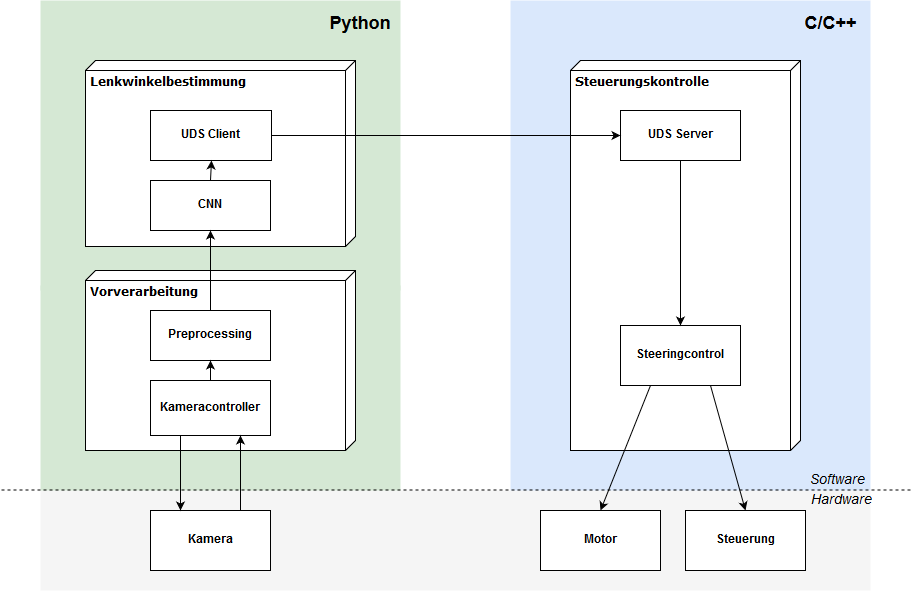 Python
C/C++
Lenkwinkelbestimmung
UDS Client
CNN
Vorverarbeitung
Preprocessing
Kameracontroller
Steuerungskontrolle
UDS Server
Steeringcontrol
Software
Hardware
Kamera
Motor
Steuerung